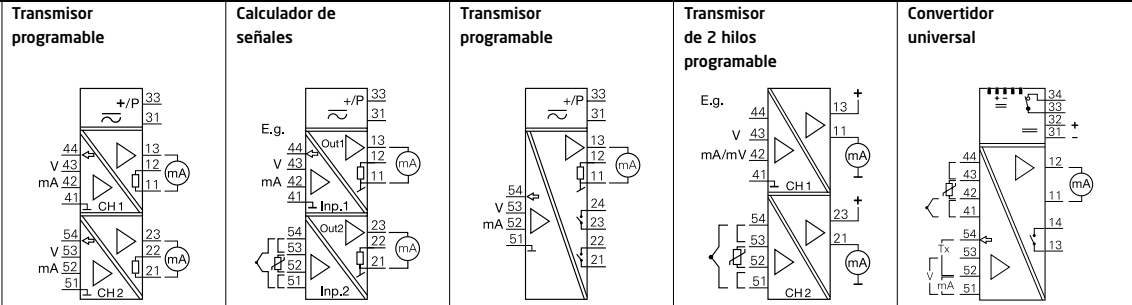 Transmisor
programable
+/P
33
31
44
V 43
mA 42
41
13
12
11
mA
CH 1
54
V 53
mA 52
51
23
22
21
mA
CH 2
Calculador de
señales
+/P
33
31
E.g.
44
V 43
mA 42
41
Out1
13
12
11
mA
Inp.1
54
53
52
51
Out2
23
22
21
mA
Inp.2
Transmisor
programable
+/P
33
31
13
12
11
mA
54
V 53
mA 52
51
24
23
22
21
Transmisor
de 2 hilos
programable
E.g.
44
V 43
mA/mV 42
41
+
13
11
mA
CH 1
54
53
52
51
+
23
21
mA
CH 2
Convertidor
universal
+ -
34
33
32 +
31 -
44
43
42
41
12
mA
11
14
13
Tx
54
53
52
51
V
mA